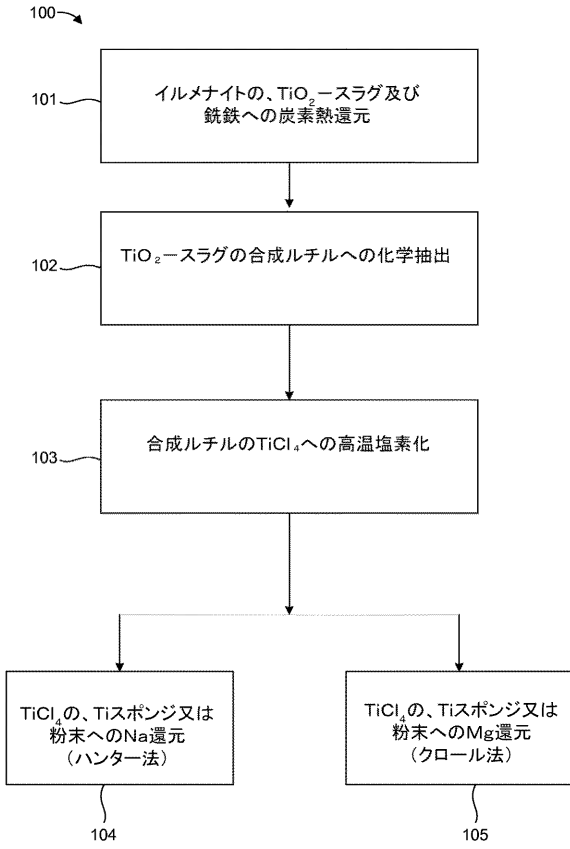 100
101
イルメナイトの、TiO₂ースラグ及び
銑鉄への炭素熱還元
102
TiO₂ースラグの合成ルチルへの化学抽出
103
合成ルチルのTiCl₄への高温塩素化
TiCl₄の、Tiスポンジ又は
粉末へのNa還元
(ハンター法)
104
TiCl₄の、Tiスポンジ又は
粉末へのMg還元
(クロール法)
105